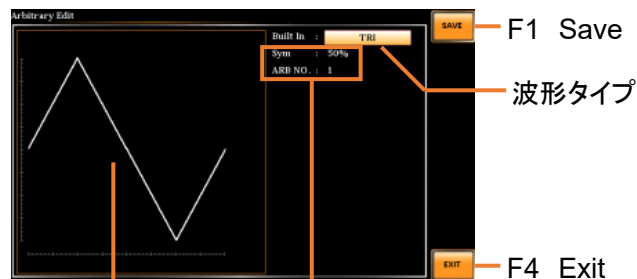 Arbitrary Edit
Built In : TRI
Sym : 50%
ARB NO. : 1
SAVE
F1 Save
波形タイプ
EXIT
F4 Exit